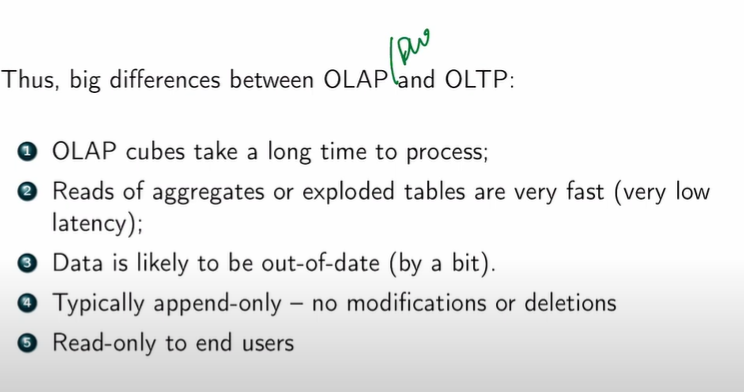 Thus, big differences between OLAP and OLTP:
1 OLAP cubes take a long time to process;
2 Reads of aggregates or exploded tables are very fast (very low
latency);
3 Data is likely to be out-of-date (by a bit).
4 Typically append-only – no modifications or deletions
5 Read-only to end users